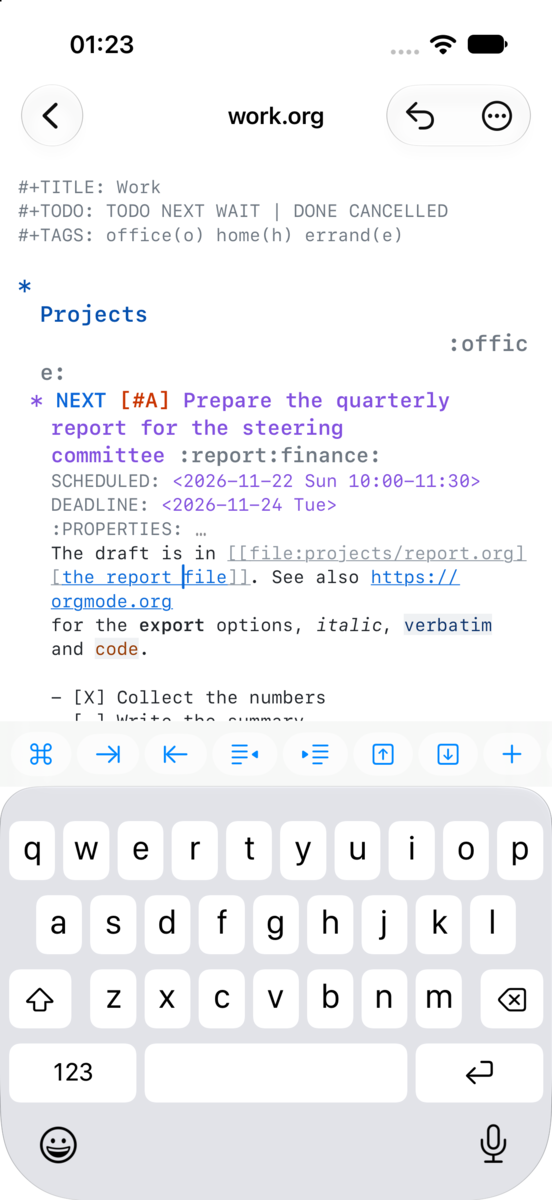 01:23
work.org
#+TITLE: Work
#+TODO: TODO NEXT WAIT | DONE CANCELLED
#+TAGS: office(o) home(h) errand(e)
*
Projects
:offic
e:
* NEXT [#A] Prepare the quarterly
report for the steering
committee :report:finance:
SCHEDULED: <2026-11-22 Sun 10:00-11:30>
DEADLINE: <2026-11-24 Tue>
:PROPERTIES: …
The draft is in [[file:projects/report.org]
[the report file]]. See also https://
orgmode.org
for the export options, italic, verbatim
and code.
- [X] Collect the numbers
- [ ] Write the summary
q w e r t y u i o p
a s d f g h j k l
z x c v b n m
123